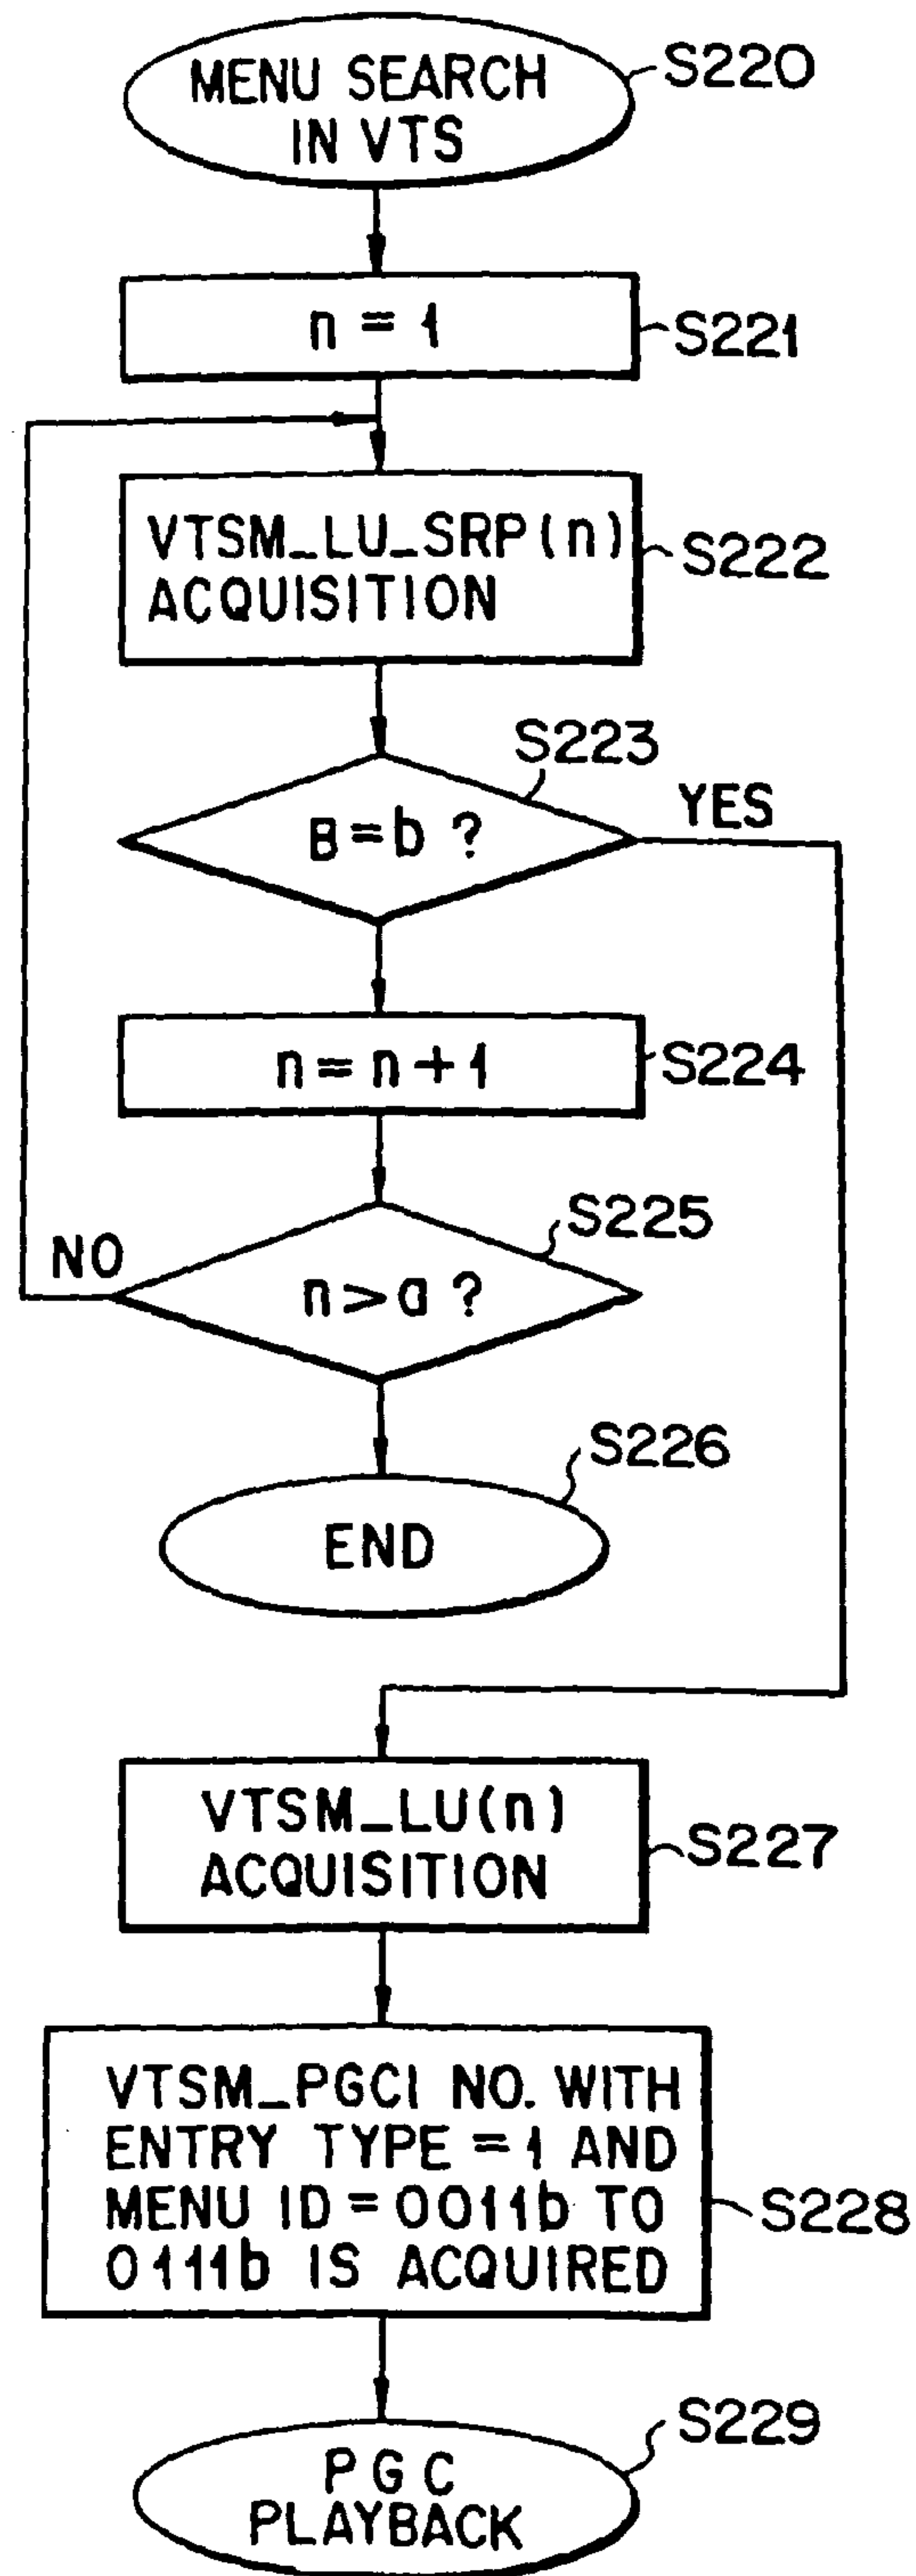 MENU SEARCH
IN VTS
S220
n = 1
S221
VTSM_LU_SRP(n)
ACQUISITION
S222
S223
B = b ?
YES
n = n + 1
S224
S225
NO
n > a ?
S226
END
VTSM_LU(n)
ACQUISITION
S227
VTSM_PGCI NO. WITH
ENTRY TYPE = 1 AND
MENU ID = 0011b TO
0111b IS ACQUIRED
S228
S229
PGC
PLAYBACK